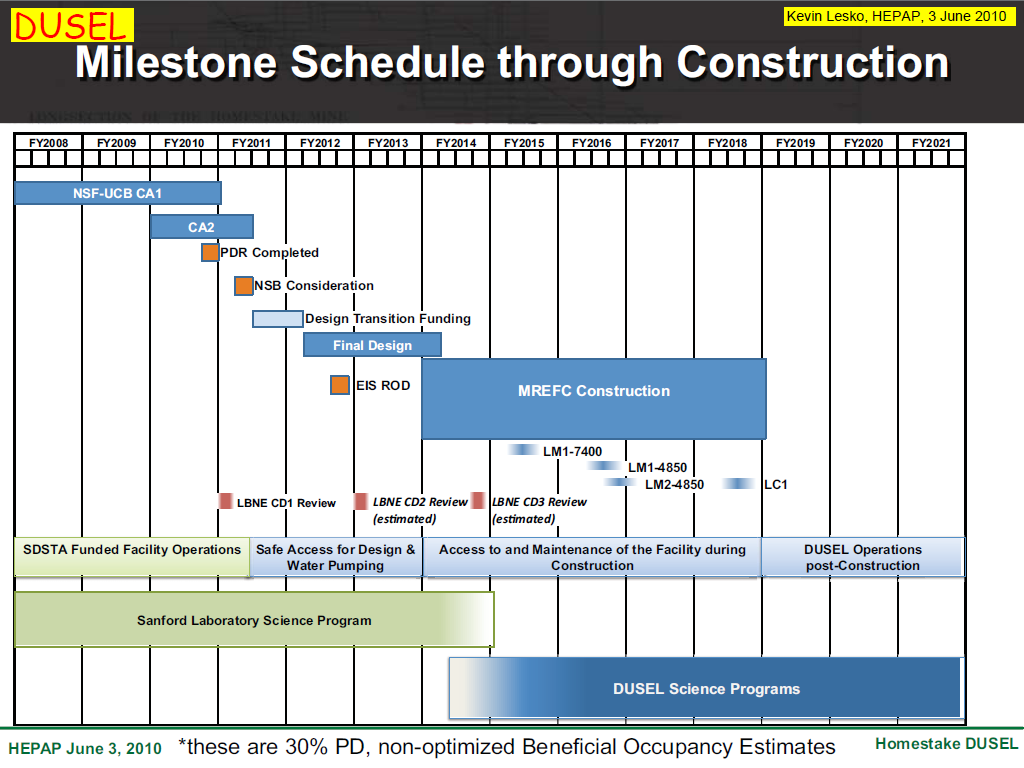 DUSEL
Kevin Lesko, HEPAP, 3 June 2010
Milestone Schedule through Construction
FY2008 FY2009 FY2010 FY2011 FY2012 FY2013 FY2014 FY2015 FY2016 FY2017 FY2018 FY2019 FY2020 FY2021
NSF-UCB CA1
CA2
PDR Completed
NSB Consideration
Design Transition Funding
Final Design
EIS ROD
MREFC Construction
LM1-7400
LM1-4850
LM2-4850
LC1
LBNE CD1 Review
LBNE CD2 Review
(estimated)
LBNE CD3 Review
(estimated)
SDSTA Funded Facility Operations
Safe Access for Design &
Water Pumping
Access to and Maintenance of the Facility during
Construction
DUSEL Operations
post-Construction
Sanford Laboratory Science Program
DUSEL Science Programs
HEPAP June 3, 2010
*these are 30% PD, non-optimized Beneficial Occupancy Estimates
Homestake DUSEL